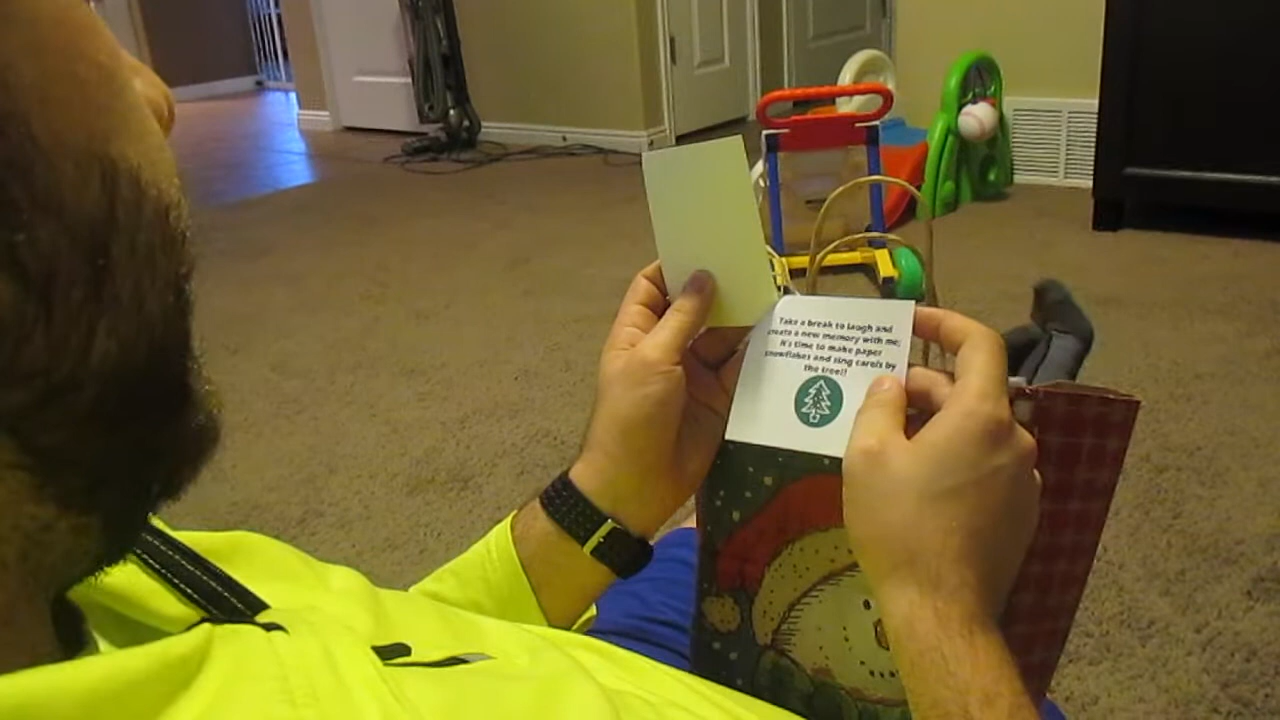 Take a break to laugh and
create a new memory with me;
it's time to make paper
snowflakes and sing carols by
the tree!!